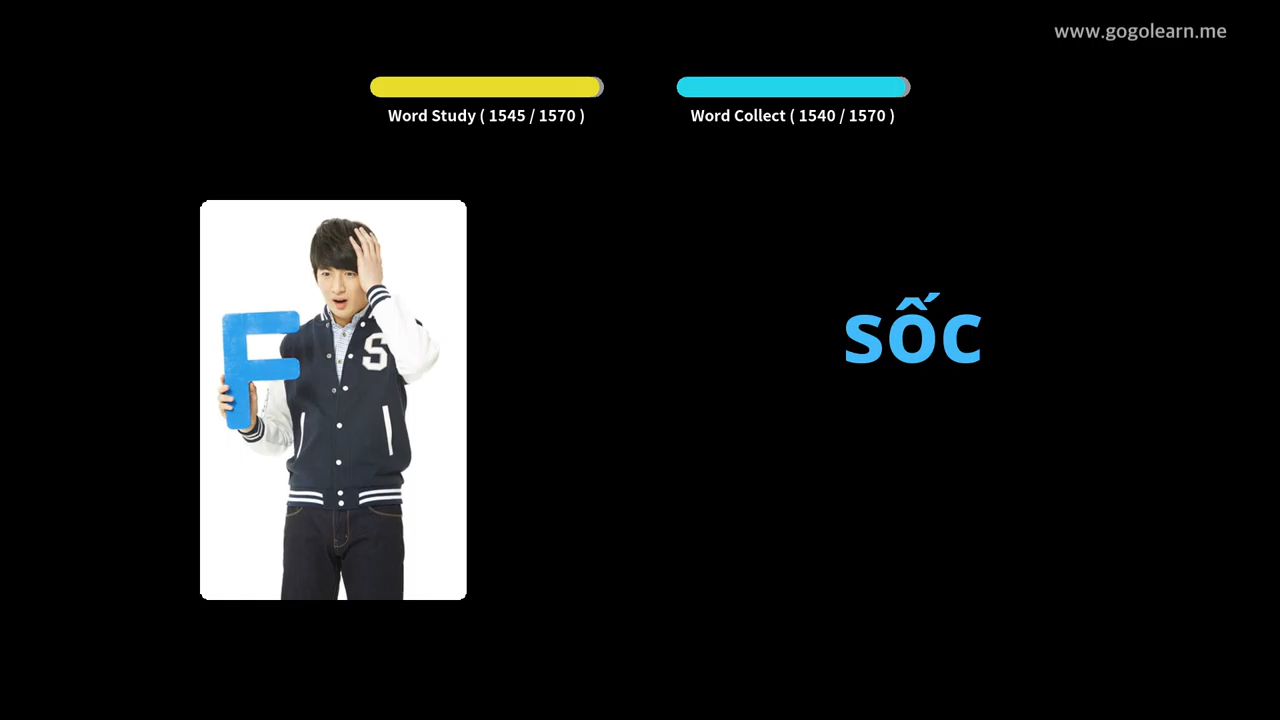 www.gogolearn.me
Word Study ( 1545 / 1570 )
Word Collect ( 1540 / 1570 )
F
S
sốc